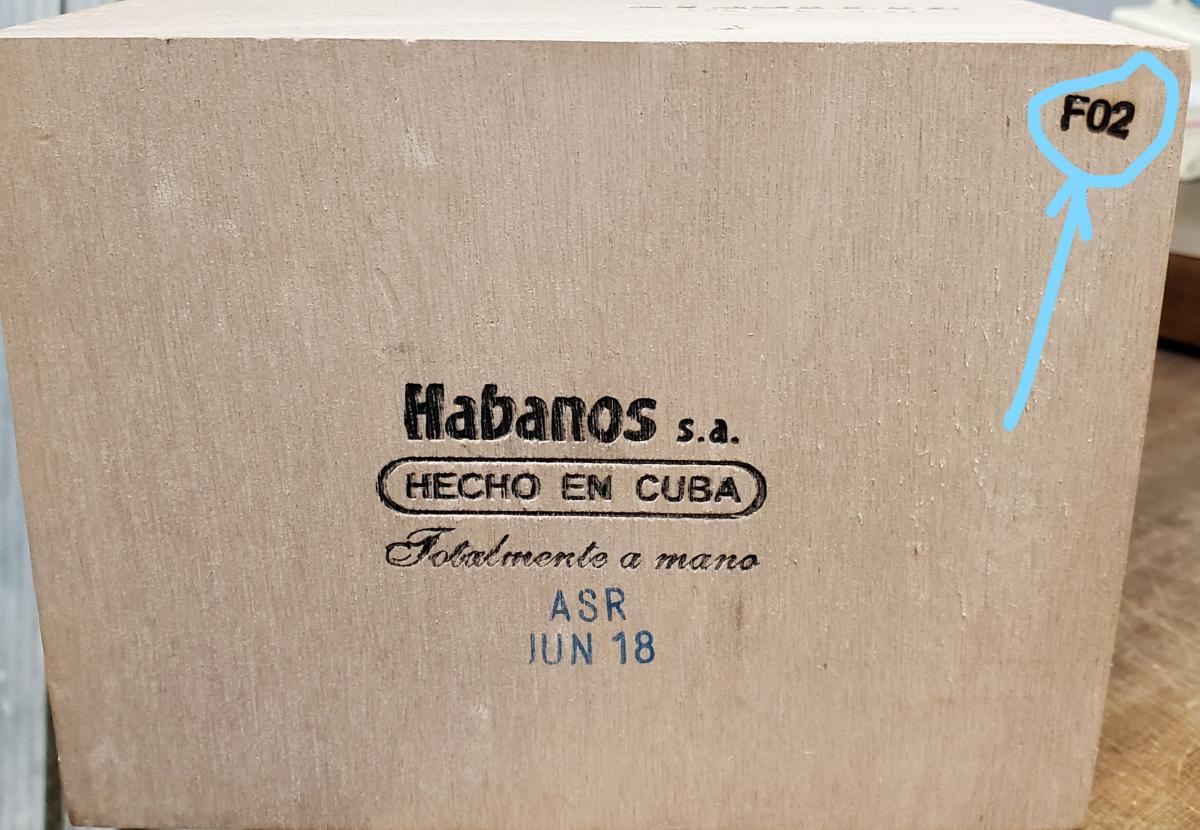 F02
Habanos s.a.
HECHO EN CUBA
Totalmente a mano
ASR
JUN 18